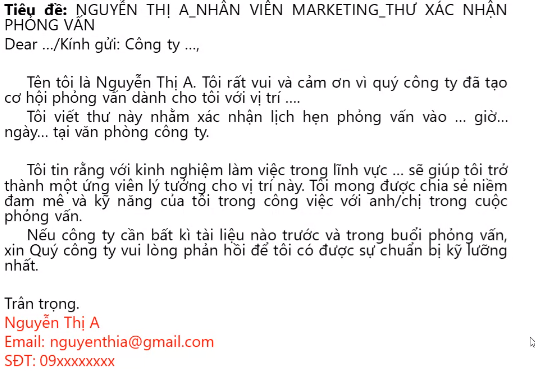 Tiêu đề: NGUYỄN THỊ A_NHÂN VIÊN MARKETING_THƯ XÁC NHẬN
PHỎNG VẤN
Dear .../Kính gửi: Công ty ...,
Tên tôi là Nguyễn Thị A. Tôi rất vui và cảm ơn vì quý công ty đã tạo
cơ hội phỏng vấn dành cho tôi với vị trí ....
Tôi viết thư này nhằm xác nhận lịch hẹn phỏng vấn vào ... giờ...
ngày... tại văn phòng công ty.
Tôi tin rằng với kinh nghiệm làm việc trong lĩnh vực ... sẽ giúp tôi trở
thành một ứng viên lý tưởng cho vị trí này. Tôi mong được chia sẻ niềm
đam mê và kỹ năng của tôi trong công việc với anh/chị trong cuộc
phỏng vấn.
Nếu công ty cần bất kì tài liệu nào trước và trong buổi phỏng vấn,
xin Quý công ty vui lòng phản hồi để tôi có được sự chuẩn bị kỹ lưỡng
nhất.
Trân trọng.
Nguyễn Thị A
Email: nguyenthia@gmail.com
SĐT: 09xxxxxxxx